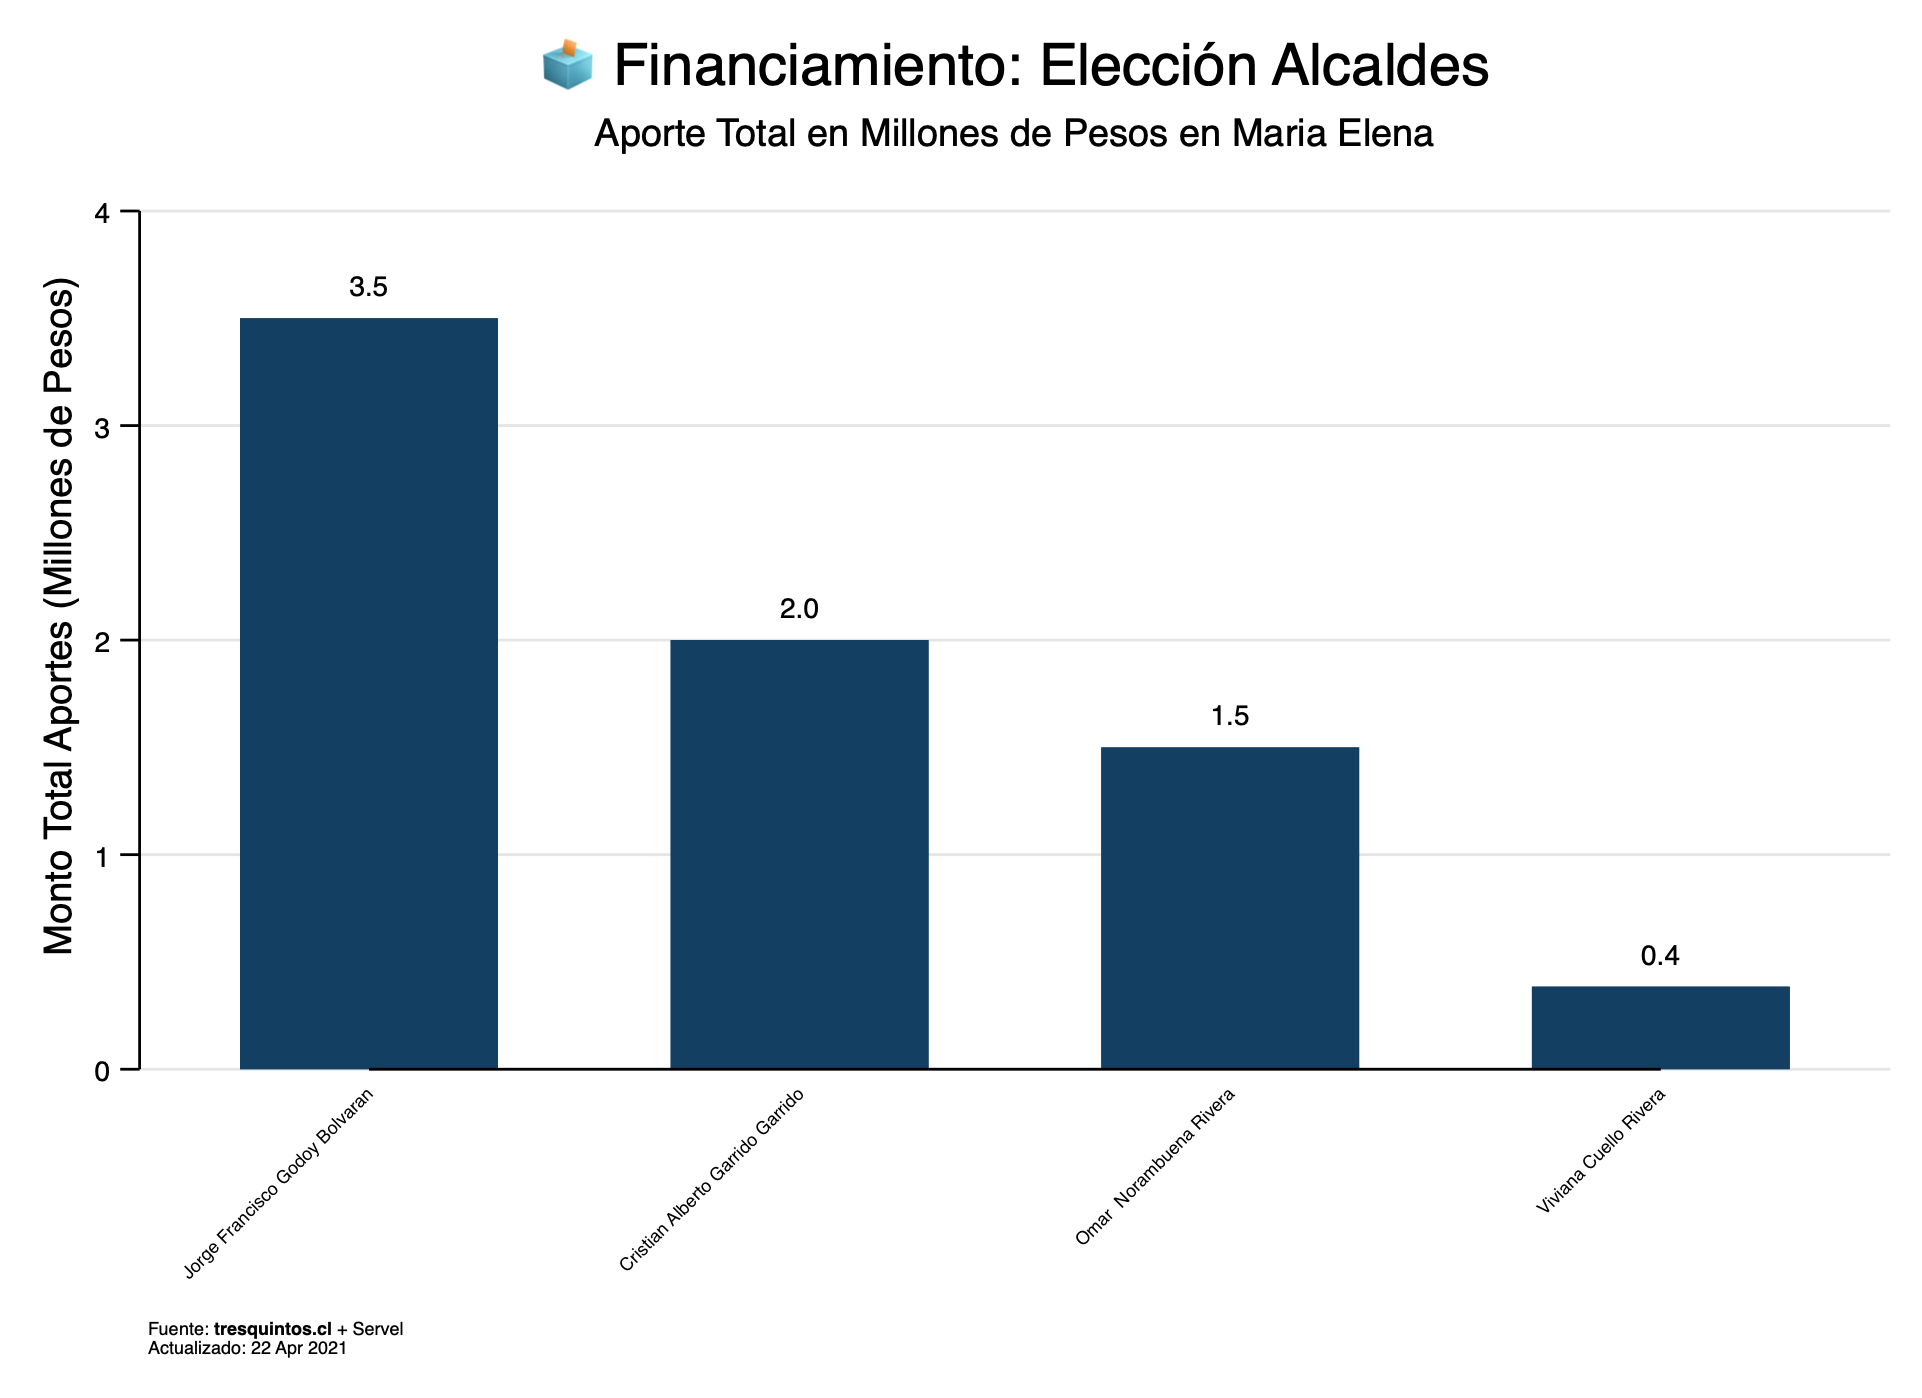 Financiamiento: Elección Alcaldes
Aporte Total en Millones de Pesos en Maria Elena
Monto Total Aportes (Millones de Pesos)
4
3
2
1
0
3.5
2.0
1.5
0.4
Jorge Francisco Godoy Bolvaran
Cristian Alberto Garrido Garrido
Omar  Norambuena Rivera
Viviana Cuello Rivera
Fuente: tresquintos.cl + Servel
Actualizado: 22 Apr 2021